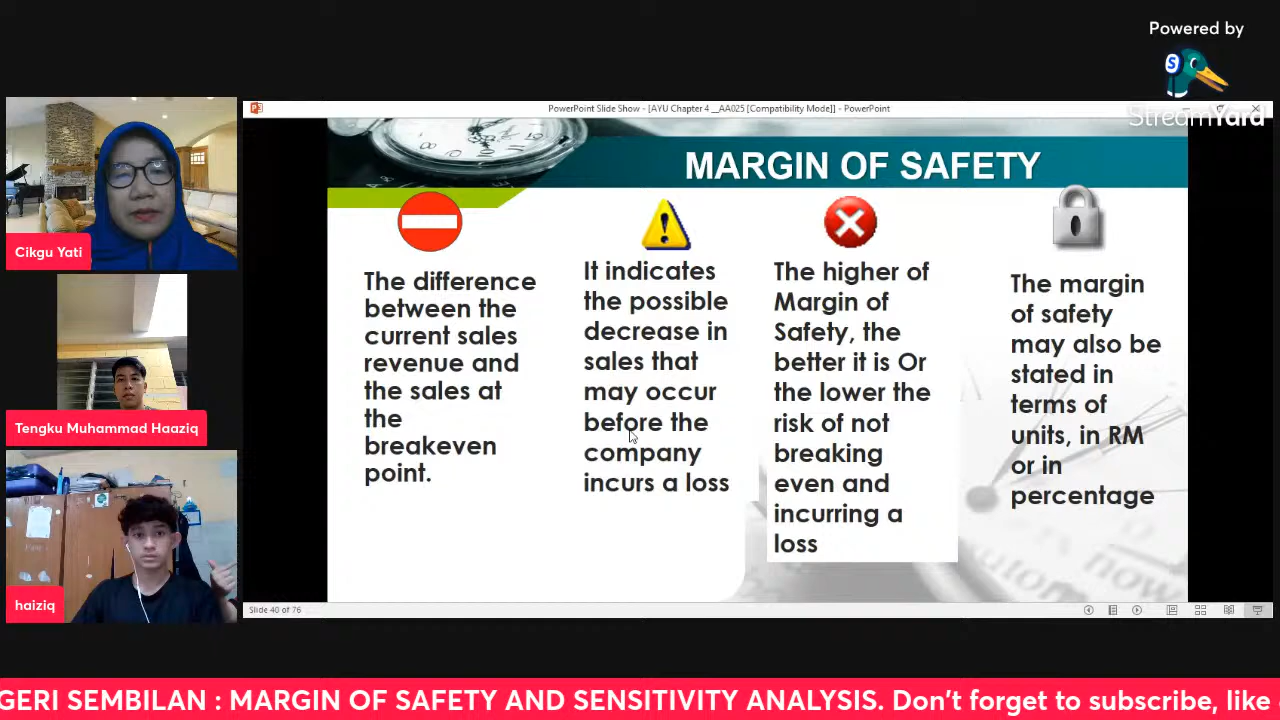 Powered by
S
StreamYard
PowerPoint Slide Show - [AYU Chapter 4 __AA025 [Compatibility Mode]] - PowerPoint
MARGIN OF SAFETY
The difference
between the
current sales
revenue and
the sales at
the
breakeven
point.
It indicates
the possible
decrease in
sales that
may occur
before the
company
incurs a loss
The higher of
Margin of
Safety, the
better it is Or
the lower the
risk of not
breaking
even and
incurring a
loss
The margin
of safety
may also be
stated in
terms of
units, in RM
or in
percentage
Cikgu Yati
Tengku Muhammad Haaziq
haiziq
Slide 40 of 76
GERI SEMBILAN : MARGIN OF SAFETY AND SENSITIVITY ANALYSIS. Don't forget to subscribe, like